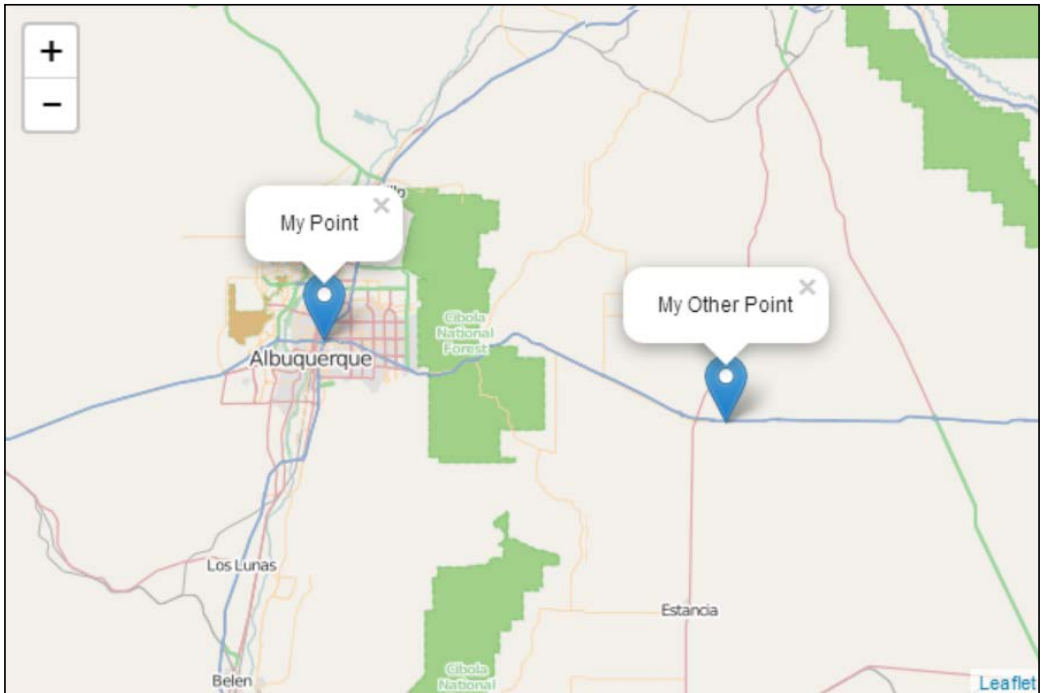 +
−
My Point
×
My Other Point
×
Cibola
National
Forest
Albuquerque
Los Lunas
Estancia
Belen
Cibola
National
Leaflet